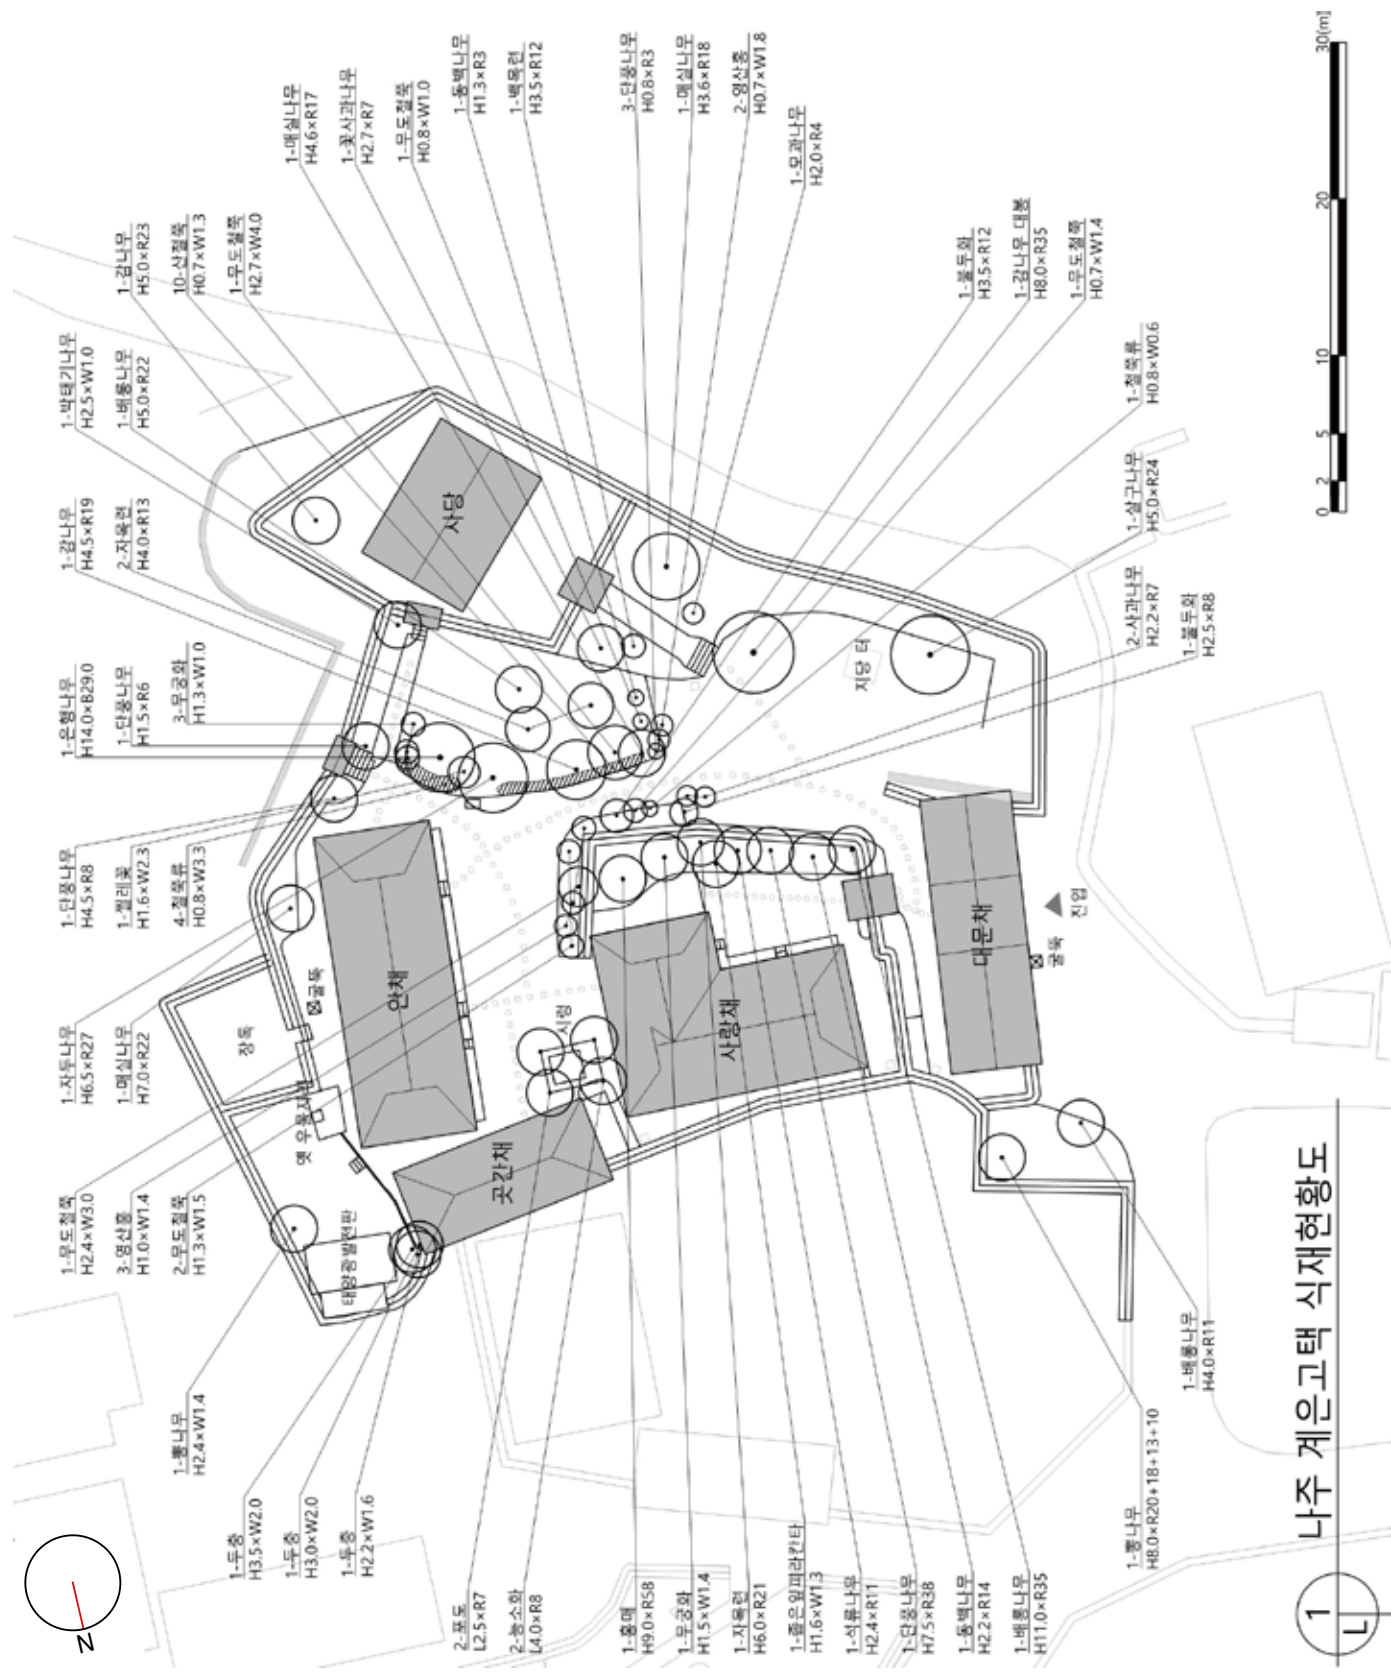 1-박태기나무
H2.5×W1.0
1-배롱나무
H5.0×R22
1-감나무
H5.0×R23
10-산철쭉
H0.7×W1.3
1-무도철쭉
H2.7×W4.0
1-매실나무
H4.6×R17
1-꽃사과나무
H2.7×R7
1-무도철쭉
H0.8×W1.0
1-동백나무
H1.3×R3
1-백목련
H3.5×R12
3-단풍나무
H0.8×R3
1-매실나무
H3.6×R18
2-영산홍
H0.7×W1.8
1-모과나무
H2.0×R4
1-불두화
H3.5×R12
1-감나무 대봉
H8.0×R35
1-무도철쭉
H0.7×W1.4
1-철쭉류
H0.8×W0.6
1-살구나무
H5.0×R24
2-사과나무
H2.2×R7
1-불두화
H2.5×R8
1-감나무
H4.5×R19
2-자목련
H4.0×R13
1-은행나무
H14.0×B29.0
1-단풍나무
H1.5×R6
3-무궁화
H1.3×W1.0
1-단풍나무
H4.5×R8
1-찔레꽃
H1.6×W2.3
4-철쭉류
H0.8×W3.3
1-자두나무
H6.5×R27
1-매실나무
H7.0×R22
1-무도철쭉
H2.4×W3.0
3-영산홍
H1.0×W1.4
2-무도철쭉
H1.3×W1.5
1-뽕나무
H2.4×W1.4
1-두충
H3.5×W2.0
1-두충
H3.0×W2.0
1-두충
H2.2×W1.6
2-포도
L2.5×R7
2-능소화
L4.0×R8
1-홍매
H9.0×R58
1-무궁화
H1.5×W1.4
1-자목련
H6.0×R21
1-좁은잎피라칸타
H1.6×W1.3
1-석류나무
H2.4×R11
1-단풍나무
H7.5×R38
1-동백나무
H2.2×R14
1-배롱나무
H11.0×R35
1-뽕나무
H8.0×R20+18+13+10
1-배롱나무
H4.0×R11
사당
지당 터
안채
굴뚝
장독
옛 우물자리
태양광발전판
곳간채
시렁
사랑채
대문채
굴뚝
진입
0 2 5 10 20 30(m)
N
1
L
나주 계은고택 식재현황도